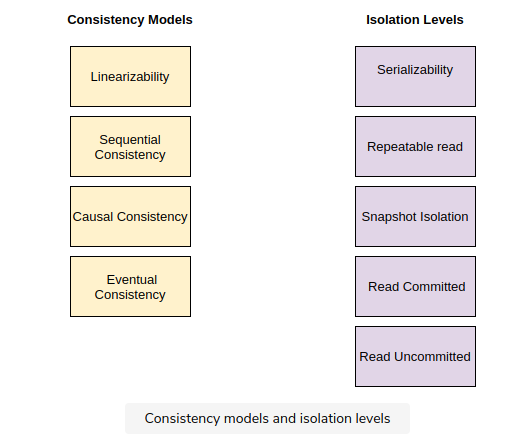 Consistency Models
Isolation Levels
Linearizability
Serializability
Sequential
Consistency
Repeatable read
Causal Consistency
Snapshot Isolation
Eventual
Consistency
Read Committed
Read Uncommitted
Consistency models and isolation levels